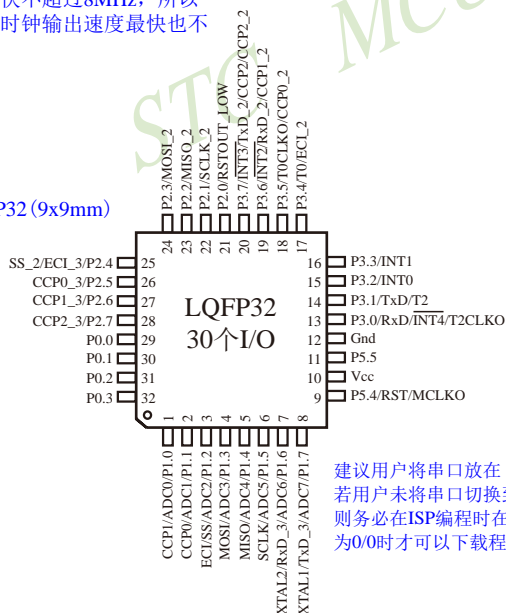 快不超过8MHz，所以
时钟输出速度最快也不
STC MCU
P32 (9x9mm)
P2.3/MOSI_2
P2.2/MISO_2
P2.1/SCLK_2
P2.0/RSTOUT_LOW
P3.7/INT3/TxD_2/CCP2/CCP2_2
P3.6/INT2/RxD_2/CCP1_2
P3.5/T0CLKO/CCP0_2
P3.4/T0/ECI_2
24 23 22 21 20 19 18 17
SS_2/ECI_3/P2.4 25
CCP0_3/P2.5 26
CCP1_3/P2.6 27
CCP2_3/P2.7 28
P0.0 29
P0.1 30
P0.2 31
P0.3 32
LQFP32
30个I/O
16 P3.3/INT1
15 P3.2/INT0
14 P3.1/TxD/T2
13 P3.0/RxD/INT4/T2CLKO
12 Gnd
11 P5.5
10 Vcc
9 P5.4/RST/MCLKO
1 2 3 4 5 6 7 8
CCP1/ADC0/P1.0
CCP0/ADC1/P1.1
ECI/SS/ADC2/P1.2
MOSI/ADC3/P1.3
MISO/ADC4/P1.4
SCLK/ADC5/P1.5
XTAL2/RxD_3/ADC6/P1.6
XTAL1/TxD_3/ADC7/P1.7
建议用户将串口放在
若用户未将串口切换
则务必在ISP编程时在
为0/0时才可以下载程